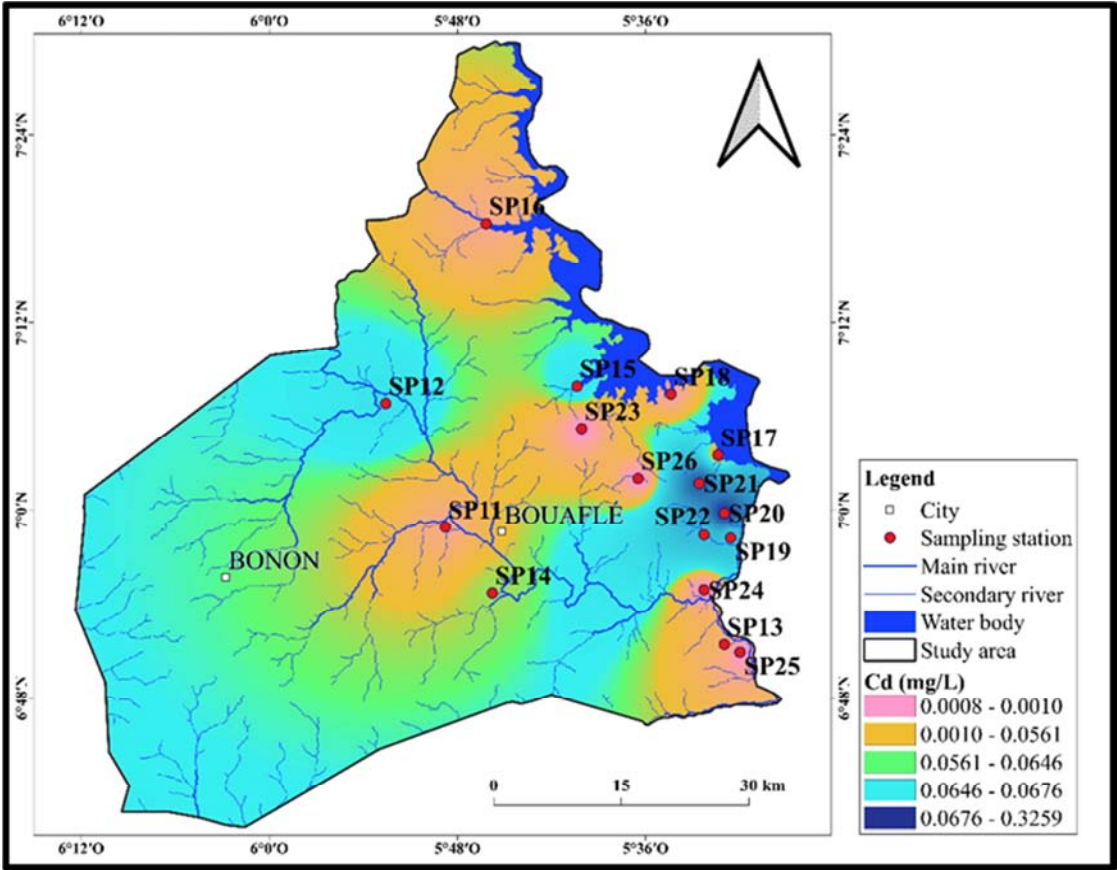 6°12'O 6°0'O 5°48'O 5°36'O
7°24'N 7°24'N
SP16
7°12'N 7°12'N
SP15
SP18
SP12
SP23
SP17
SP26
SP21
7°0'N 7°0'N
SP11
BOUAFLÉ
SP22
SP20
SP19
BONON
SP14
SP24
SP13
SP25
6°48'N 6°48'N
0 15 30 km
6°12'O 6°0'O 5°48'O 5°36'O
Legend
City
Sampling station
Main river
Secondary river
Water body
Study area
Cd (mg/L)
0.0008 - 0.0010
0.0010 - 0.0561
0.0561 - 0.0646
0.0646 - 0.0676
0.0676 - 0.3259